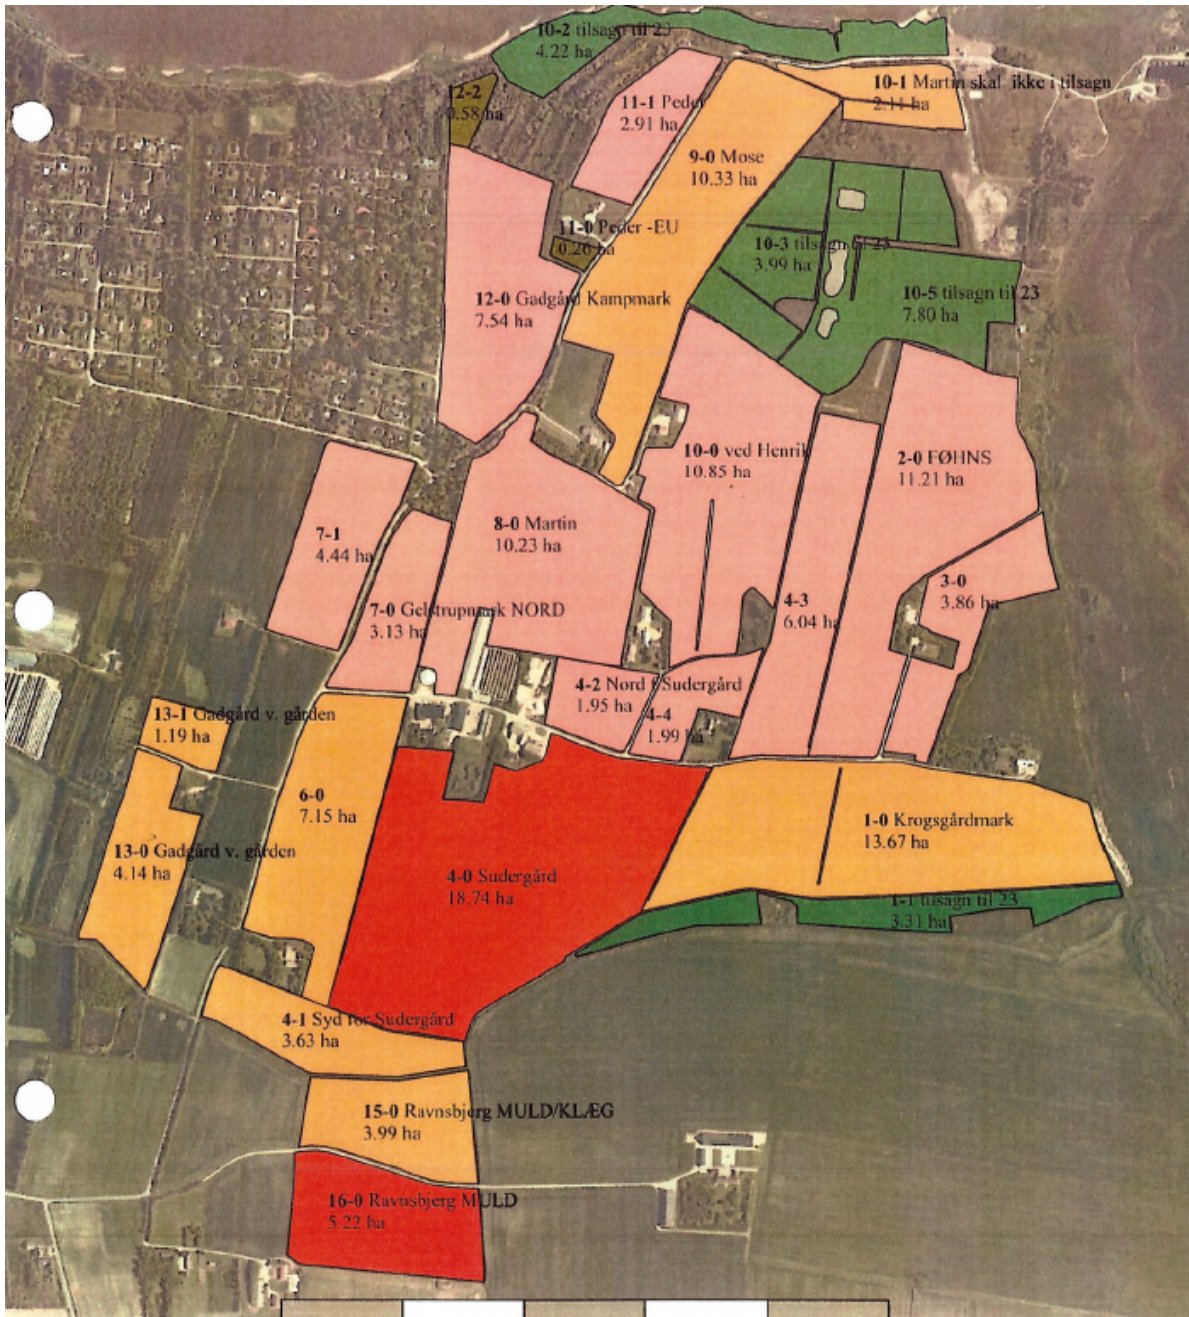 10-2 tilsagn til 23
4.22 ha
10-1 Martin skal ikke i tilsagn
2.11 ha
12-2
0.58 ha
11-1 Peder
2.91 ha
9-0 Mose
10.33 ha
11-0 Peder -EU
0.26 ha
10-3 tilsagn til 23
3.99 ha
12-0 Gadgård Kampmark
7.54 ha
10-5 tilsagn til 23
7.80 ha
10-0 ved Henrik
10.85 ha
2-0 FØHNS
11.21 ha
7-1
4.44 ha
8-0 Martin
10.23 ha
3-0
3.86 ha
7-0 Gelstrupmark NORD
3.13 ha
4-3
6.04 ha
4-2 Nord f Sudergård
1.95 ha
4-4
1.99 ha
13-1 Gadgård v. gården
1.19 ha
6-0
7.15 ha
1-0 Krogsgårdmark
13.67 ha
13-0 Gadgård v. gården
4.14 ha
4-0 Sudergård
18.74 ha
1-1 tilsagn til 23
3.31 ha
4-1 Syd for Sudergård
3.63 ha
15-0 Ravnsbjerg MULD/KLÆG
3.99 ha
16-0 Ravnsbjerg MULD
5.22 ha